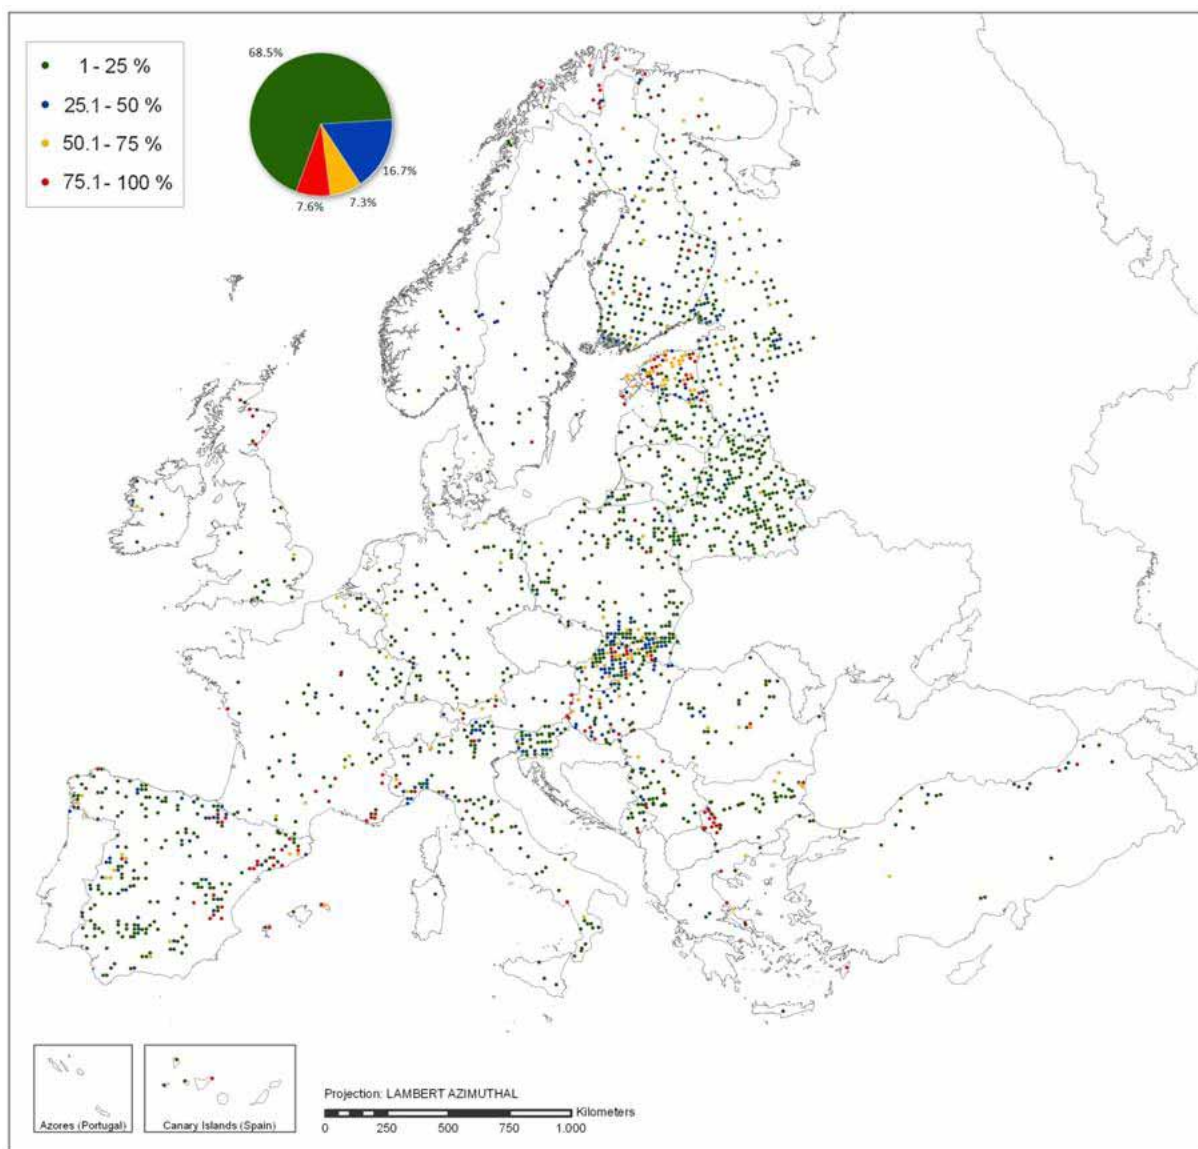 1 - 25 %
25.1 - 50 %
50.1 - 75 %
75.1 - 100 %
68.5%
16.7%
7.3%
7.6%
Projection: LAMBERT AZIMUTHAL
Kilometers
0 250 500 750 1.000
Azores (Portugal)
Canary Islands (Spain)